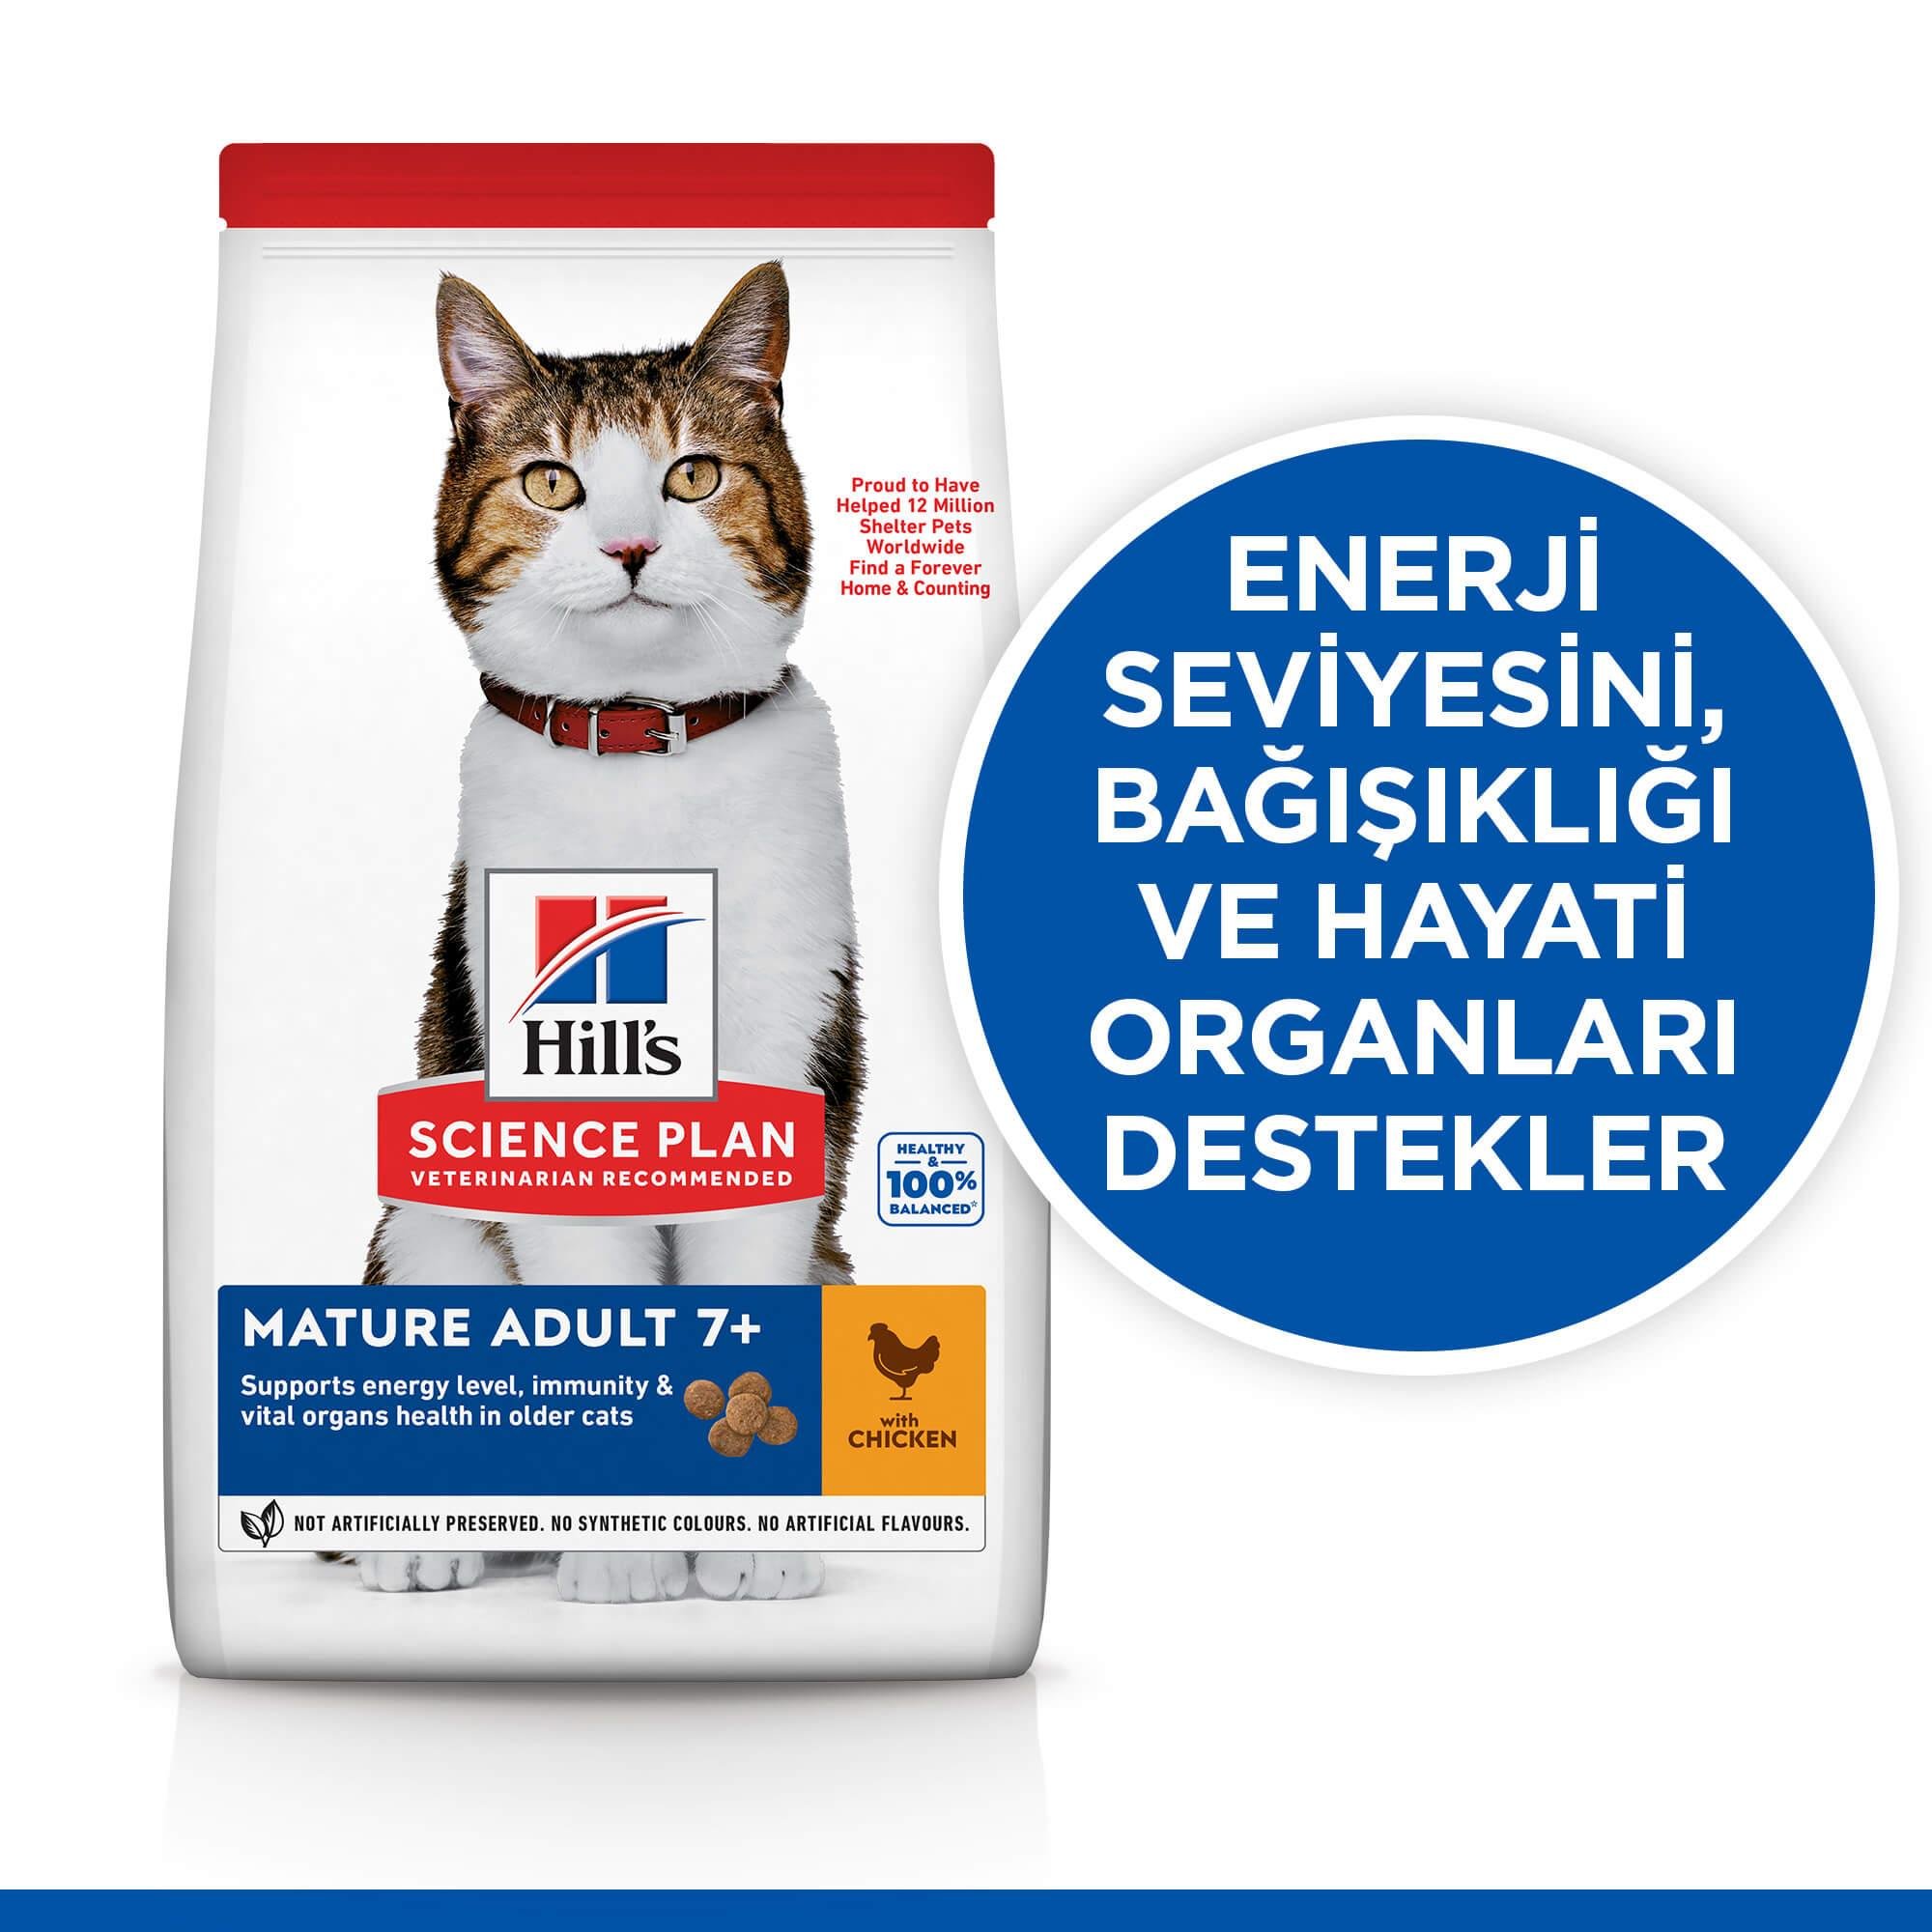 Proud to Have
Helped 12 Million
Shelter Pets
Worldwide
Find a Forever
Home & Counting
Hill's
SCIENCE PLAN
VETERINARIAN RECOMMENDED
HEALTHY
&
100%
BALANCED*
MATURE ADULT 7+
Supports energy level, immunity &
vital organs health in older cats
with
CHICKEN
NOT ARTIFICIALLY PRESERVED. NO SYNTHETIC COLOURS. NO ARTIFICIAL FLAVOURS.
ENERJİ
SEVİYESİNİ,
BAĞIŞIKLIĞI
VE HAYATİ
ORGANLARI
DESTEKLER